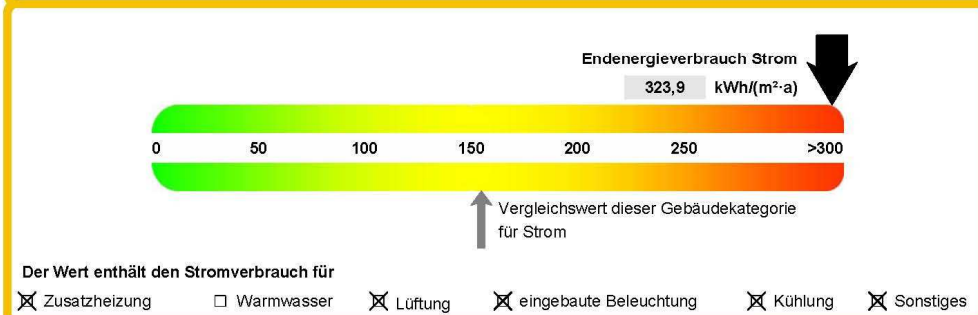 Endenergieverbrauch Strom
323,9 kWh/(m²·a)
0 50 100 150 200 250 >300
Vergleichswert dieser Gebäudekategorie
für Strom
Der Wert enthält den Stromverbrauch für
☒ Zusatzheizung ☐ Warmwasser ☒ Lüftung ☒ eingebaute Beleuchtung ☒ Kühlung ☒ Sonstiges